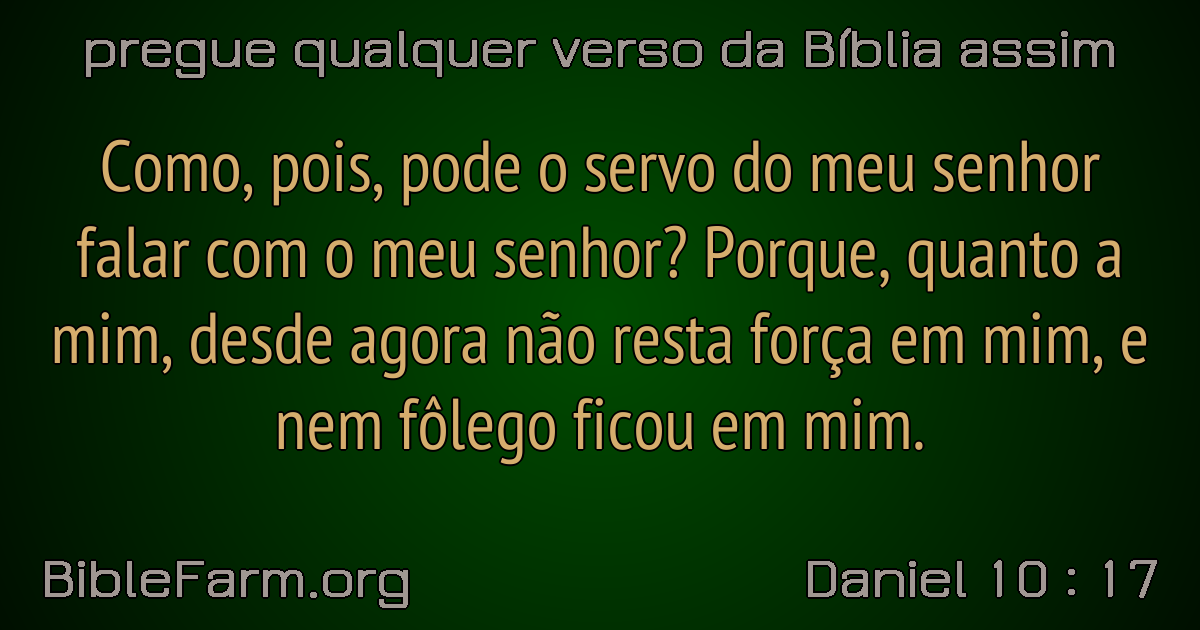 pregue qualquer verso da Bíblia assim
Como, pois, pode o servo do meu senhor
falar com o meu senhor? Porque, quanto a
mim, desde agora não resta força em mim, e
nem fôlego ficou em mim.
BibleFarm.org
Daniel 10 : 17